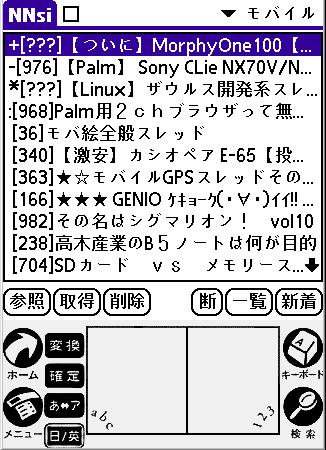 NNsi モバイル
+[???]【ついに】MorphyOne100【...
-[976]【Palm】 Sony CLie NX70V/N...
*[???]【Linux】 ザウルス開発系スレ...
:[968]Palm用２ｃｈブラウザって無...
[36]モバ絵全般スレッド
[340]【激安】カシオペア E-65【投...
[363]★☆モバイルGPSスレッドその...
[166]★★★ GENIO ｹｷｮｰｸ(・∀・)ｲｲ!! ...
[982]その名はシグマリオン！ vol10
[238]高木産業のB５ノートは何が目的
[704]SDカード ｖｓ メモリース...
参照 取得 削除 断 一覧 新着
変換
ホーム 確定 キーボード
あ⇔ア
メニュー 日/英 abc 123 検索